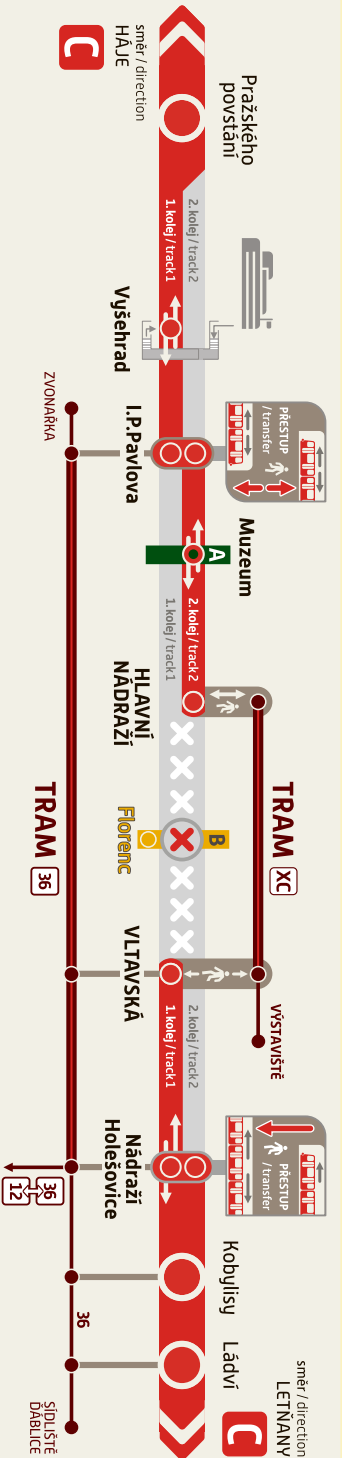 směr / direction
HÁJE
C
Pražského
povstání
2. kolej / track 2
1. kolej / track 1
Vyšehrad
ZVONAŘKA
I.P.Pavlova
PŘESTUP
/ transfer
Muzeum
A
2. kolej / track 2
1. kolej / track 1
HLAVNÍ
NÁDRAŽÍ
TRAM XC
TRAM 36
B
Florenc
VLTAVSKÁ
VÝSTAVIŠTĚ
2. kolej / track 2
1. kolej / track 1
PŘESTUP
/ transfer
Nádraží
Holešovice
36
12
Kobylisy
36
Ládví
SÍDLIŠTĚ
ĎÁBLICE
směr / direction
LETŇANY
C